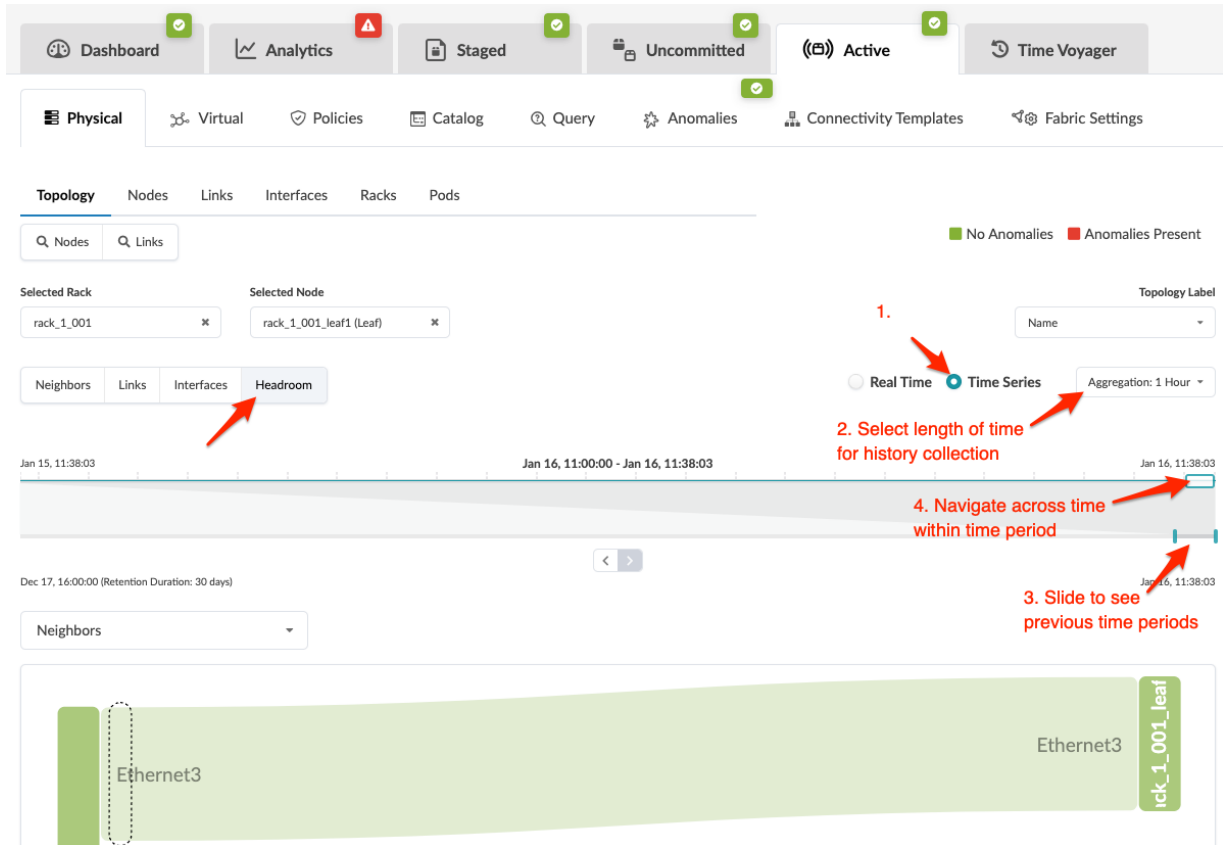 Dashboard
Analytics
Staged
Uncommitted
Active
Time Voyager
Physical
Virtual
Policies
Catalog
Query
Anomalies
Connectivity Templates
Fabric Settings
Topology
Nodes
Links
Interfaces
Racks
Pods
Nodes
Links
No Anomalies
Anomalies Present
Selected Rack
Selected Node
Topology Label
rack_1_001
rack_1_001_leaf1 (Leaf)
1.
Name
Neighbors
Links
Interfaces
Headroom
Real Time
Time Series
Aggregation: 1 Hour
2. Select length of time
for history collection
Jan 15, 11:38:03
Jan 16, 11:00:00 - Jan 16, 11:38:03
Jan 16, 11:38:03
4. Navigate across time
within time period
Dec 17, 16:00:00 (Retention Duration: 30 days)
Jan 16, 11:38:03
3. Slide to see
previous time periods
Neighbors
Ethernet3
Ethernet3